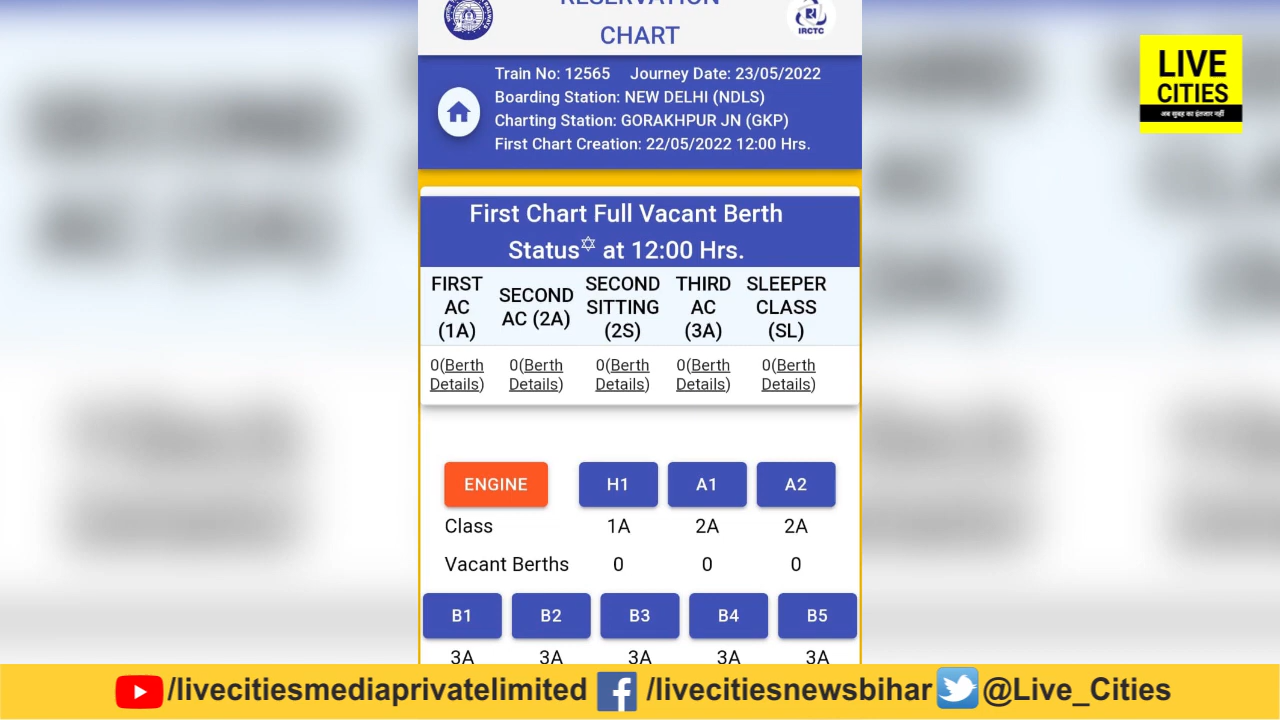 RESERVATION
CHART
IRCTC
LIVE
CITIES
अब सुबह का इंतजार नहीं
Train No: 12565 Journey Date: 23/05/2022
Boarding Station: NEW DELHI (NDLS)
Charting Station: GORAKHPUR JN (GKP)
First Chart Creation: 22/05/2022 12:00 Hrs.
First Chart Full Vacant Berth
Status✡ at 12:00 Hrs.
FIRST AC (1A) SECOND AC (2A) SECOND SITTING (2S) THIRD AC (3A) SLEEPER CLASS (SL)
0(Berth Details) 0(Berth Details) 0(Berth Details) 0(Berth Details) 0(Berth Details)
ENGINE H1 A1 A2
Class 1A 2A 2A
Vacant Berths 0 0 0
B1 B2 B3 B4 B5
3A 3A 3A 3A 3A
/livecitiesmediaprivatelimited /livecitiesnewsbihar @Live_Cities